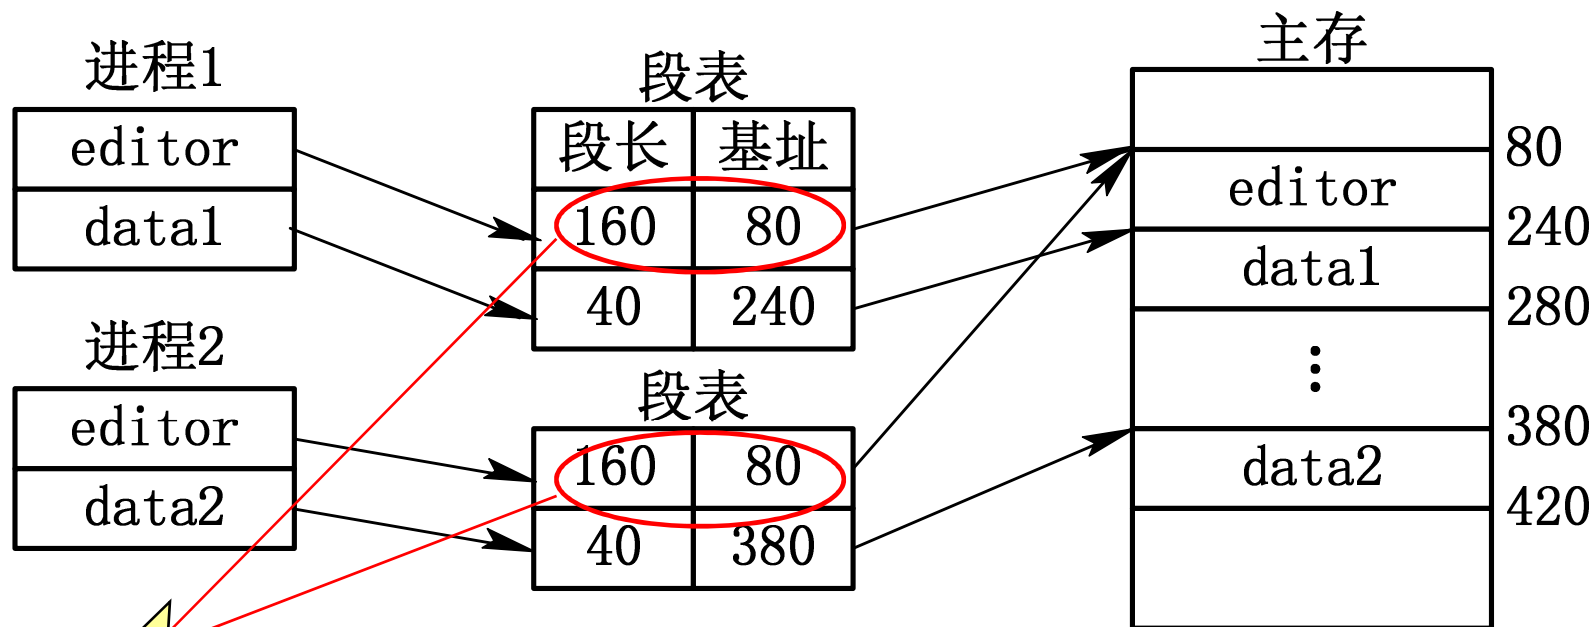 进程1
editor
data1
进程2
editor
data2
段表
段长 基址
160 80
40 240
段表
160 80
40 380
主存
80
editor
240
data1
280
⋮
380
data2
420